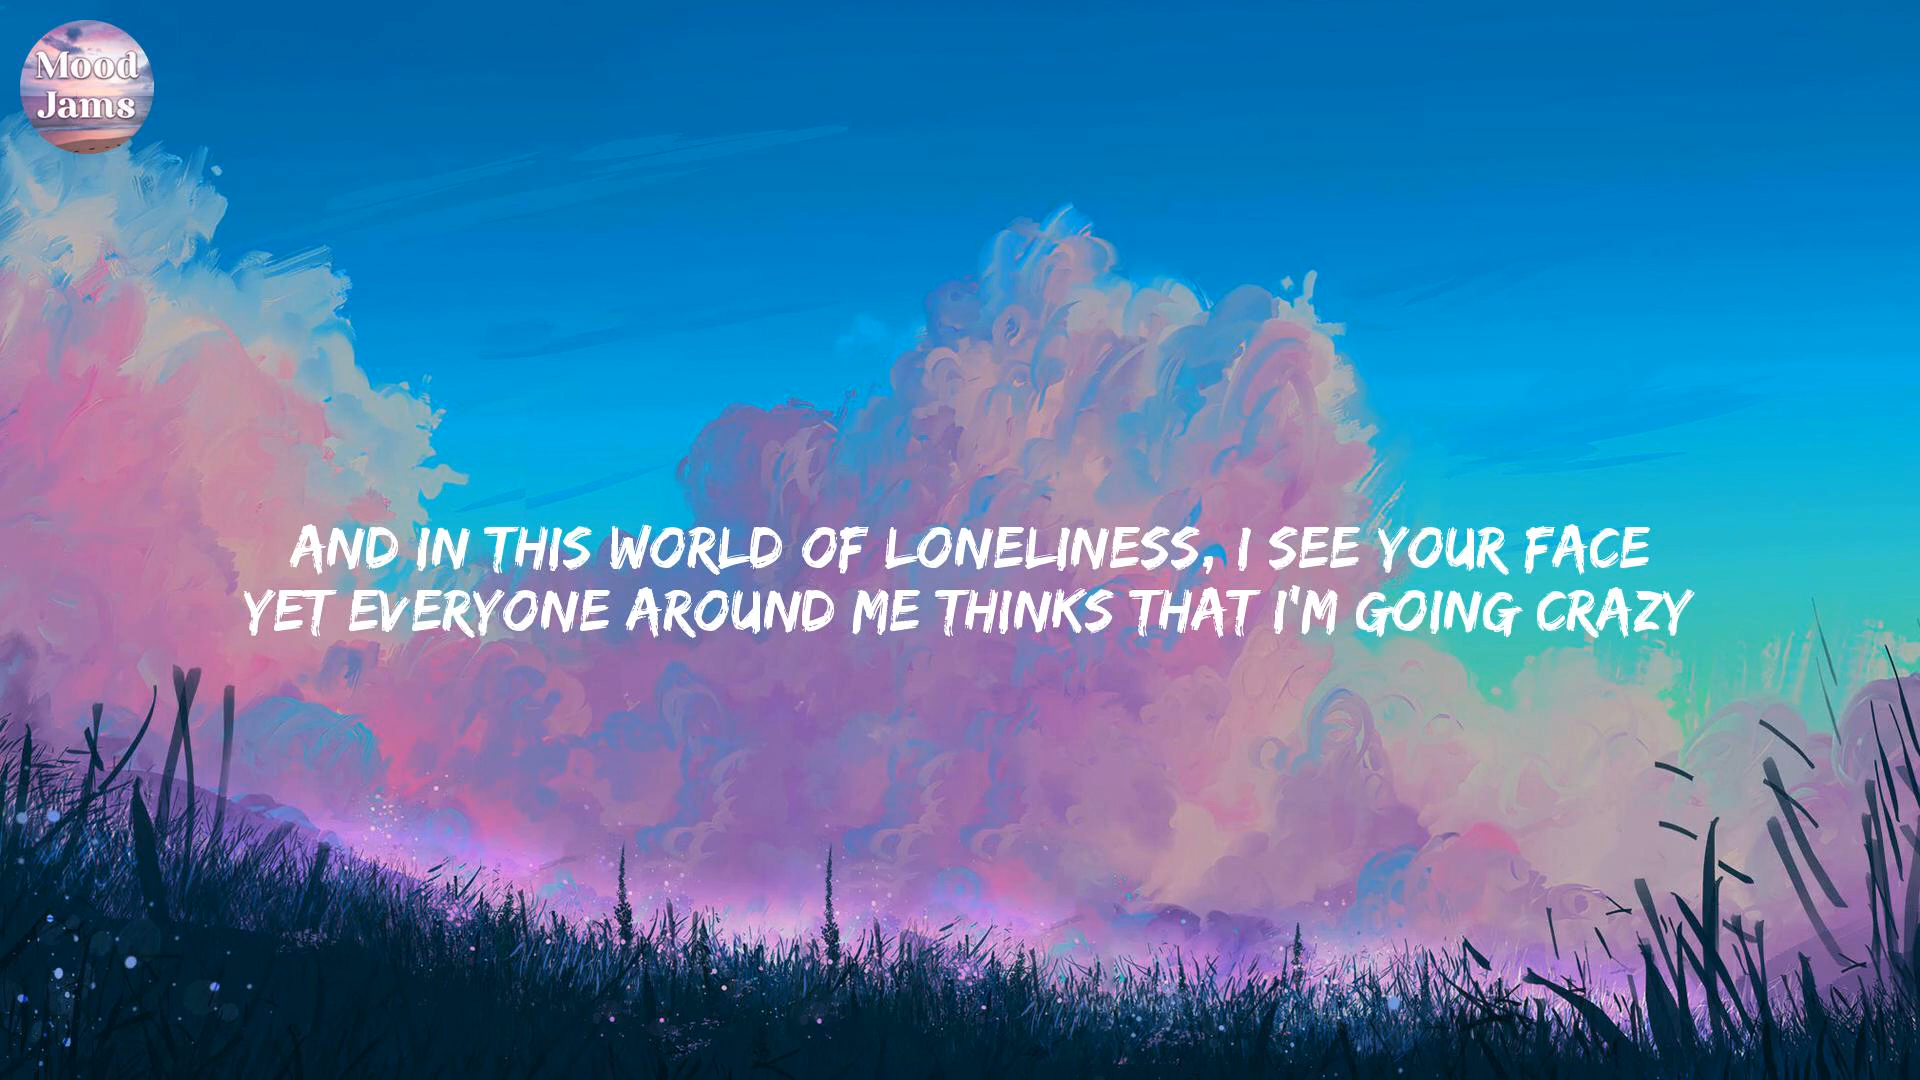 Mood
Jams
AND IN THIS WORLD OF LONELINESS, I SEE YOUR FACE
YET EVERYONE AROUND ME THINKS THAT I'M GOING CRAZY